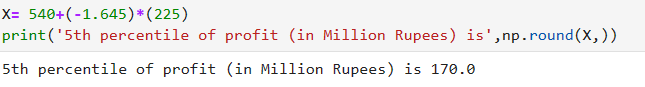 X= 540+(-1.645)*(225)
print('5th percentile of profit (in Million Rupees) is',np.round(X,))
5th percentile of profit (in Million Rupees) is 170.0